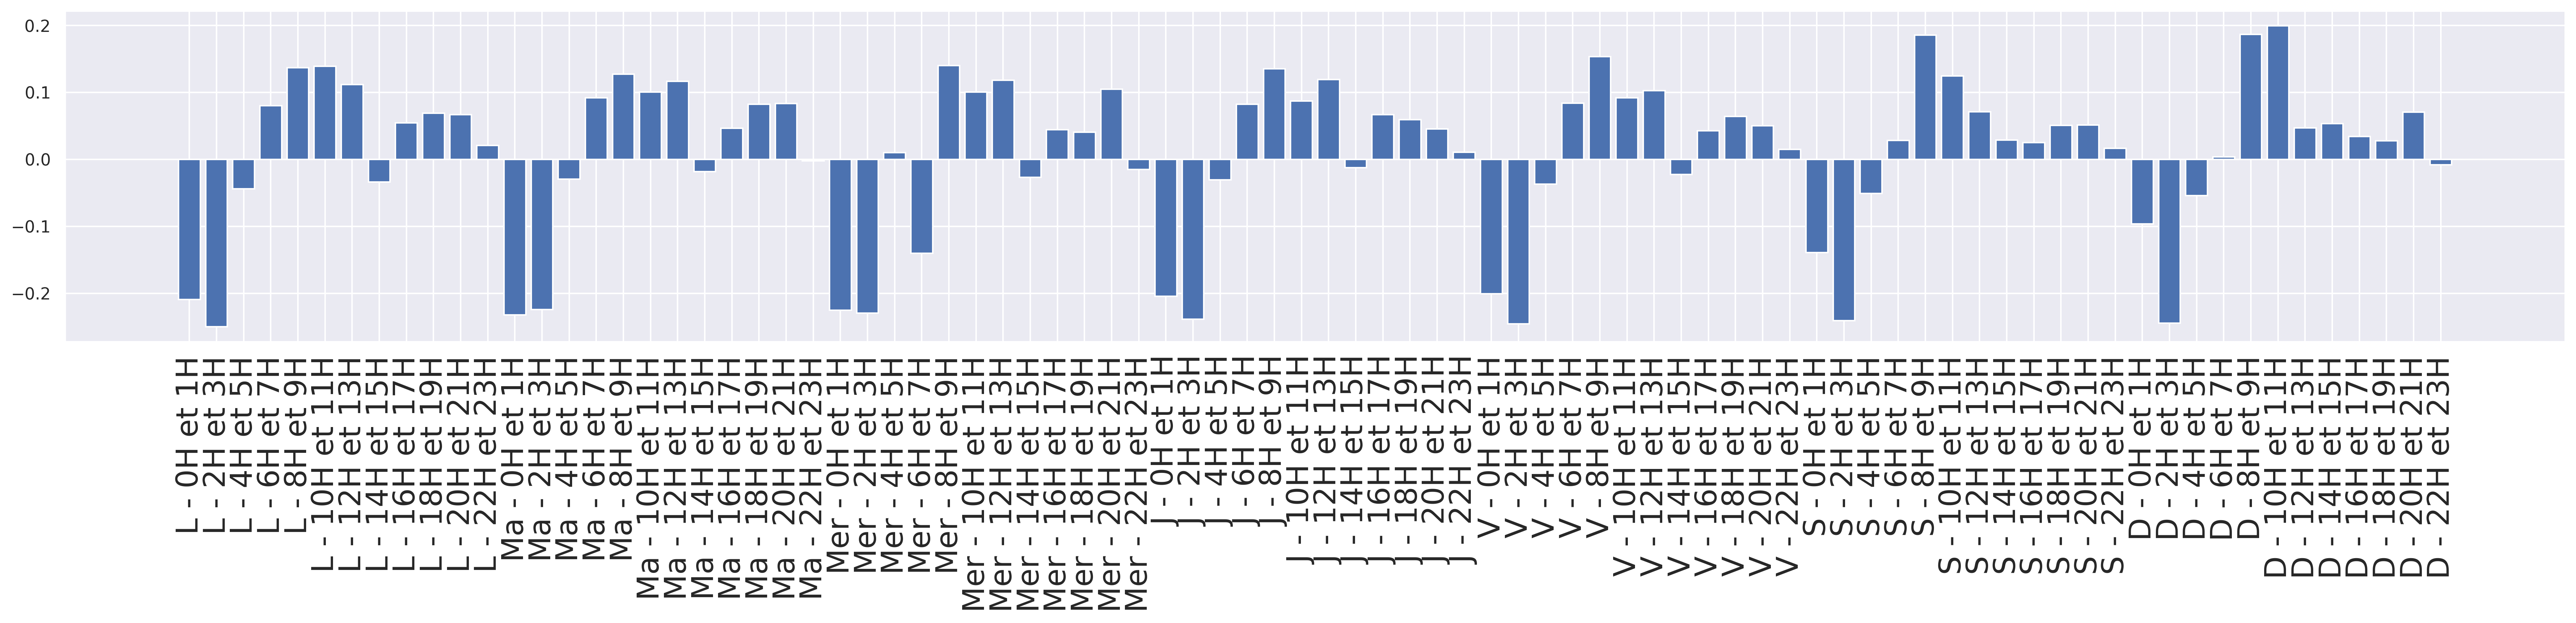 0.2
0.1
0.0
−0.1
−0.2
L - 0H et 1H
L - 2H et 3H
L - 4H et 5H
L - 6H et 7H
L - 8H et 9H
L - 10H et 11H
L - 12H et 13H
L - 14H et 15H
L - 16H et 17H
L - 18H et 19H
L - 20H et 21H
L - 22H et 23H
Ma - 0H et 1H
Ma - 2H et 3H
Ma - 4H et 5H
Ma - 6H et 7H
Ma - 8H et 9H
Ma - 10H et 11H
Ma - 12H et 13H
Ma - 14H et 15H
Ma - 16H et 17H
Ma - 18H et 19H
Ma - 20H et 21H
Ma - 22H et 23H
Mer - 0H et 1H
Mer - 2H et 3H
Mer - 4H et 5H
Mer - 6H et 7H
Mer - 8H et 9H
Mer - 10H et 11H
Mer - 12H et 13H
Mer - 14H et 15H
Mer - 16H et 17H
Mer - 18H et 19H
Mer - 20H et 21H
Mer - 22H et 23H
J - 0H et 1H
J - 2H et 3H
J - 4H et 5H
J - 6H et 7H
J - 8H et 9H
J - 10H et 11H
J - 12H et 13H
J - 14H et 15H
J - 16H et 17H
J - 18H et 19H
J - 20H et 21H
J - 22H et 23H
V - 0H et 1H
V - 2H et 3H
V - 4H et 5H
V - 6H et 7H
V - 8H et 9H
V - 10H et 11H
V - 12H et 13H
V - 14H et 15H
V - 16H et 17H
V - 18H et 19H
V - 20H et 21H
V - 22H et 23H
S - 0H et 1H
S - 2H et 3H
S - 4H et 5H
S - 6H et 7H
S - 8H et 9H
S - 10H et 11H
S - 12H et 13H
S - 14H et 15H
S - 16H et 17H
S - 18H et 19H
S - 20H et 21H
S - 22H et 23H
D - 0H et 1H
D - 2H et 3H
D - 4H et 5H
D - 6H et 7H
D - 8H et 9H
D - 10H et 11H
D - 12H et 13H
D - 14H et 15H
D - 16H et 17H
D - 18H et 19H
D - 20H et 21H
D - 22H et 23H